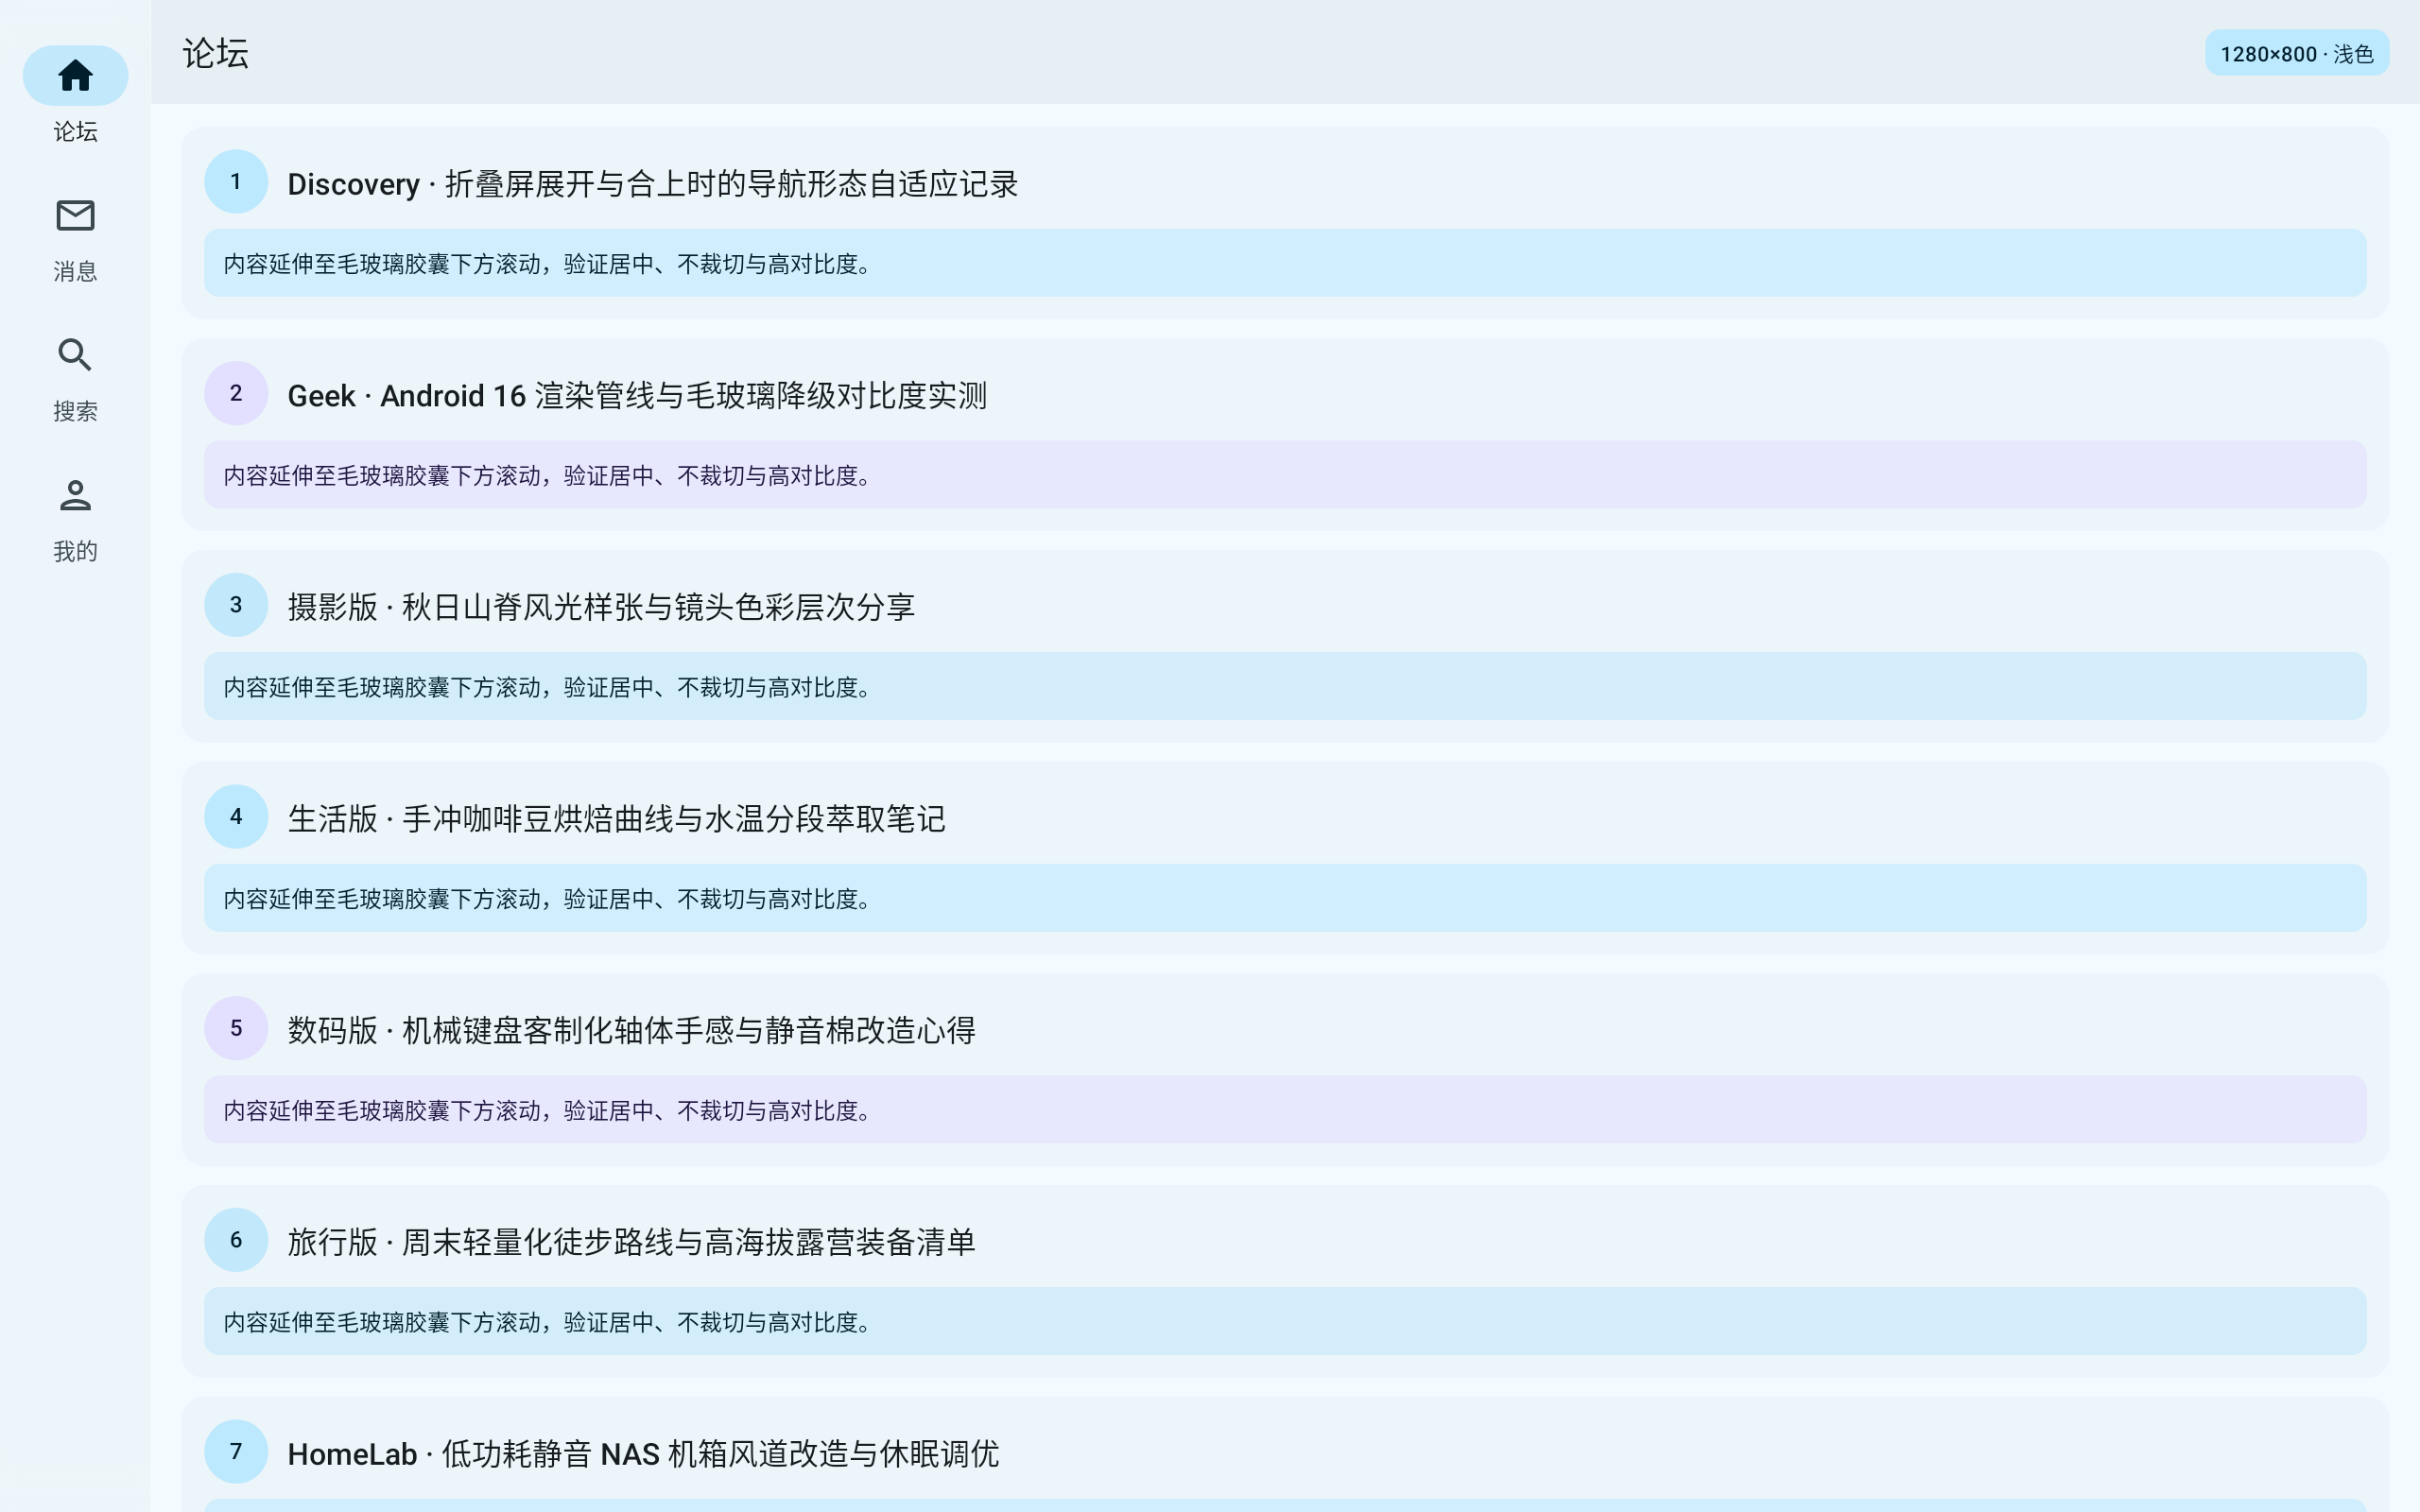 论坛
消息
搜索
我的
论坛
1280×800 · 浅色
1
Discovery · 折叠屏展开与合上时的导航形态自适应记录
内容延伸至毛玻璃胶囊下方滚动，验证居中、不裁切与高对比度。
2
Geek · Android 16 渲染管线与毛玻璃降级对比度实测
内容延伸至毛玻璃胶囊下方滚动，验证居中、不裁切与高对比度。
3
摄影版 · 秋日山脊风光样张与镜头色彩层次分享
内容延伸至毛玻璃胶囊下方滚动，验证居中、不裁切与高对比度。
4
生活版 · 手冲咖啡豆烘焙曲线与水温分段萃取笔记
内容延伸至毛玻璃胶囊下方滚动，验证居中、不裁切与高对比度。
5
数码版 · 机械键盘客制化轴体手感与静音棉改造心得
内容延伸至毛玻璃胶囊下方滚动，验证居中、不裁切与高对比度。
6
旅行版 · 周末轻量化徒步路线与高海拔露营装备清单
内容延伸至毛玻璃胶囊下方滚动，验证居中、不裁切与高对比度。
7
HomeLab · 低功耗静音 NAS 机箱风道改造与休眠调优